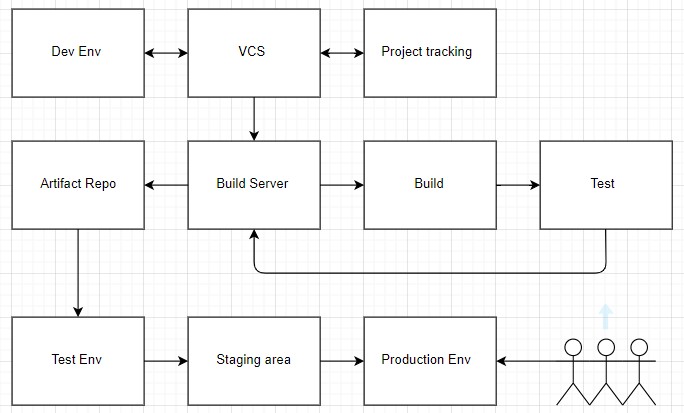 Dev Env
VCS
Project tracking
Artifact Repo
Build Server
Build
Test
Test Env
Staging area
Production Env